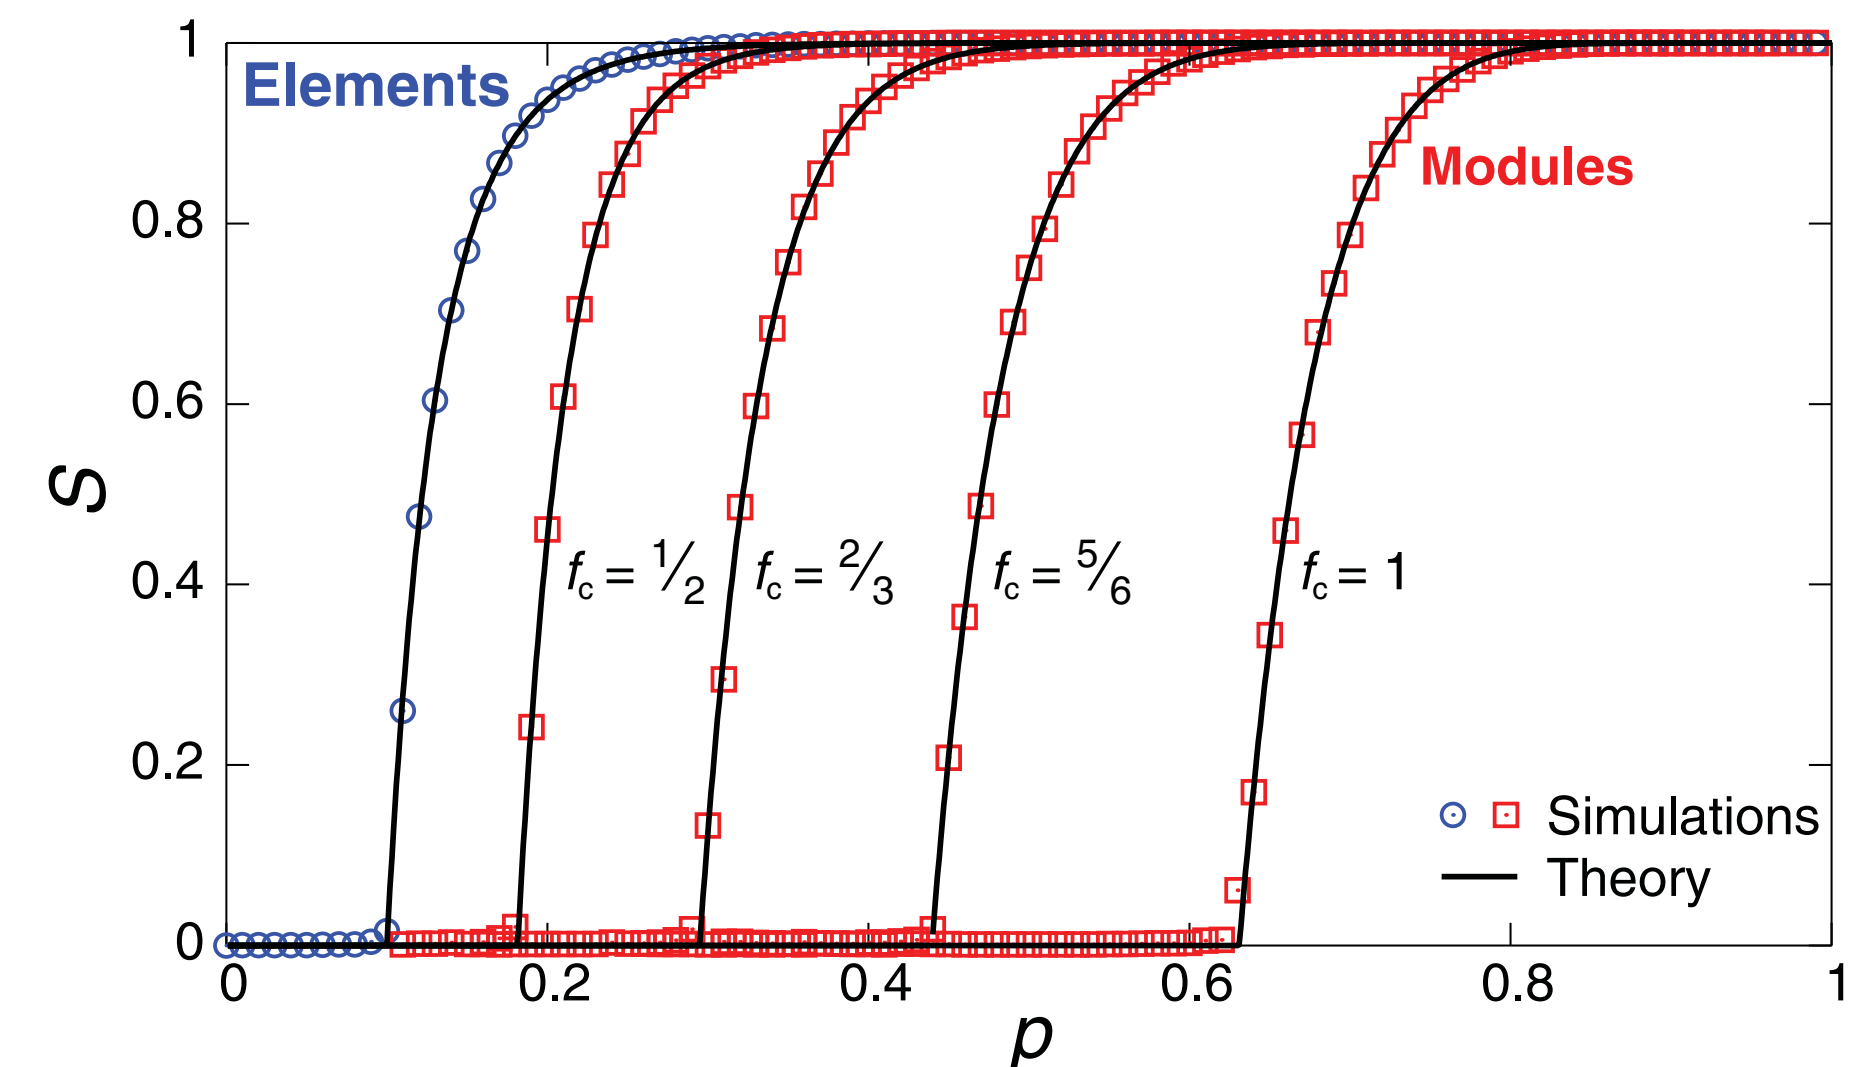 1
Elements
Modules
0.8
0.6
S
f_c = 1/2 f_c = 2/3 f_c = 5/6 f_c = 1
0.4
0.2
Simulations
Theory
0
0 0.2 0.4 0.6 0.8 1
p